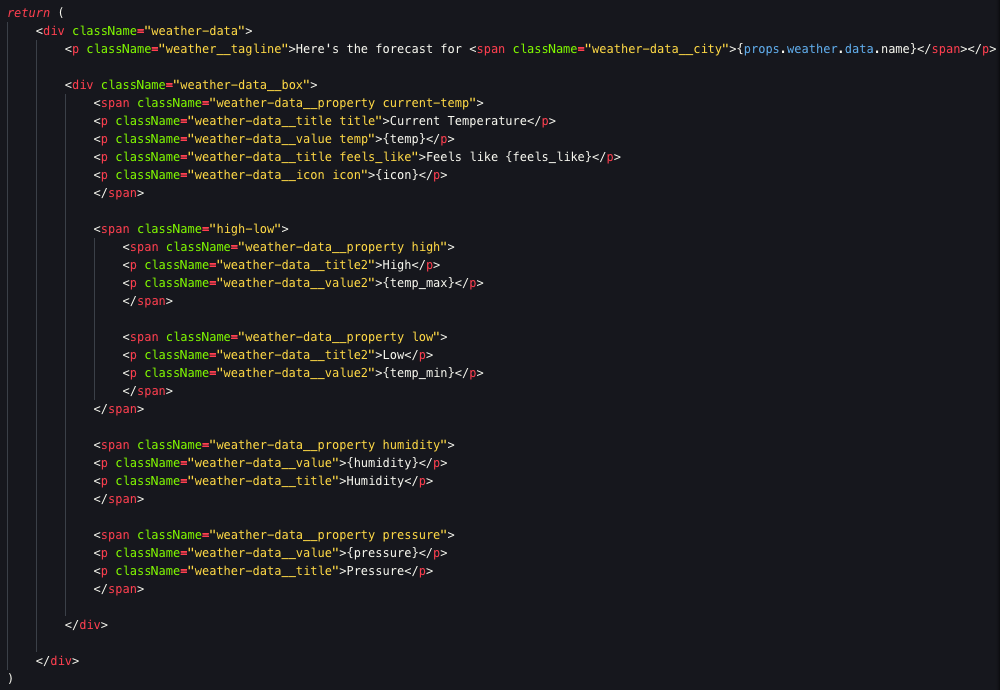 return (
    <div className="weather-data">
        <p className="weather__tagline">Here's the forecast for <span className="weather-data__city">{props.weather.data.name}</span></p>

        <div className="weather-data__box">
            <span className="weather-data__property current-temp">
            <p className="weather-data__title title">Current Temperature</p>
            <p className="weather-data__value temp">{temp}</p>
            <p className="weather-data__title feels_like">Feels like {feels_like}</p>
            <p className="weather-data__icon icon">{icon}</p>
            </span>

            <span className="high-low">
                <span className="weather-data__property high">
                <p className="weather-data__title2">High</p>
                <p className="weather-data__value2">{temp_max}</p>
                </span>

                <span className="weather-data__property low">
                <p className="weather-data__title2">Low</p>
                <p className="weather-data__value2">{temp_min}</p>
                </span>
            </span>

            <span className="weather-data__property humidity">
            <p className="weather-data__value">{humidity}</p>
            <p className="weather-data__title">Humidity</p>
            </span>

            <span className="weather-data__property pressure">
            <p className="weather-data__value">{pressure}</p>
            <p className="weather-data__title">Pressure</p>
            </span>

        </div>

    </div>
)